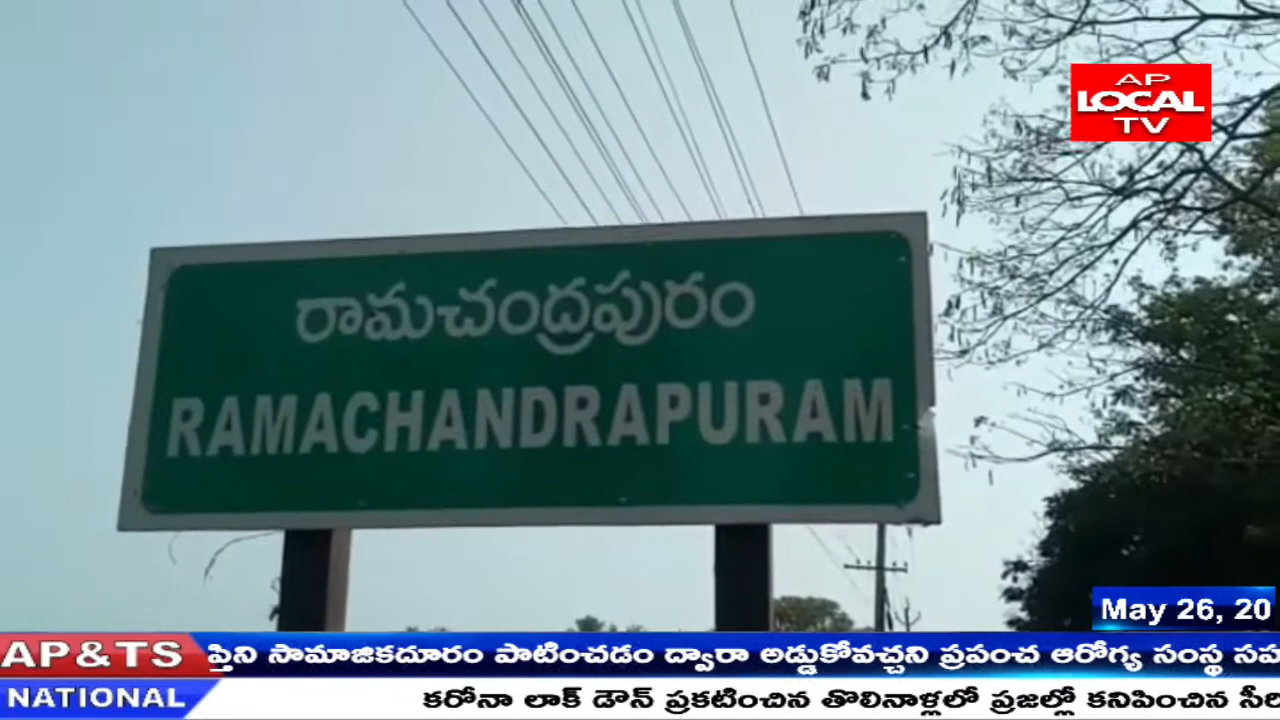 AP
LOCAL
TV
రామచంద్రపురం
RAMACHANDRAPURAM
May 26, 20
AP&TS
ప్తిని సామాజికదూరం పాటించడం ద్వారా అడ్డుకోవచ్చని ప్రపంచ ఆరోగ్య సంస్థ సహ
NATIONAL
కరోనా లాక్ డౌన్ ప్రకటించిన తొలినాళ్లలో ప్రజల్లో కనిపించిన సీరి